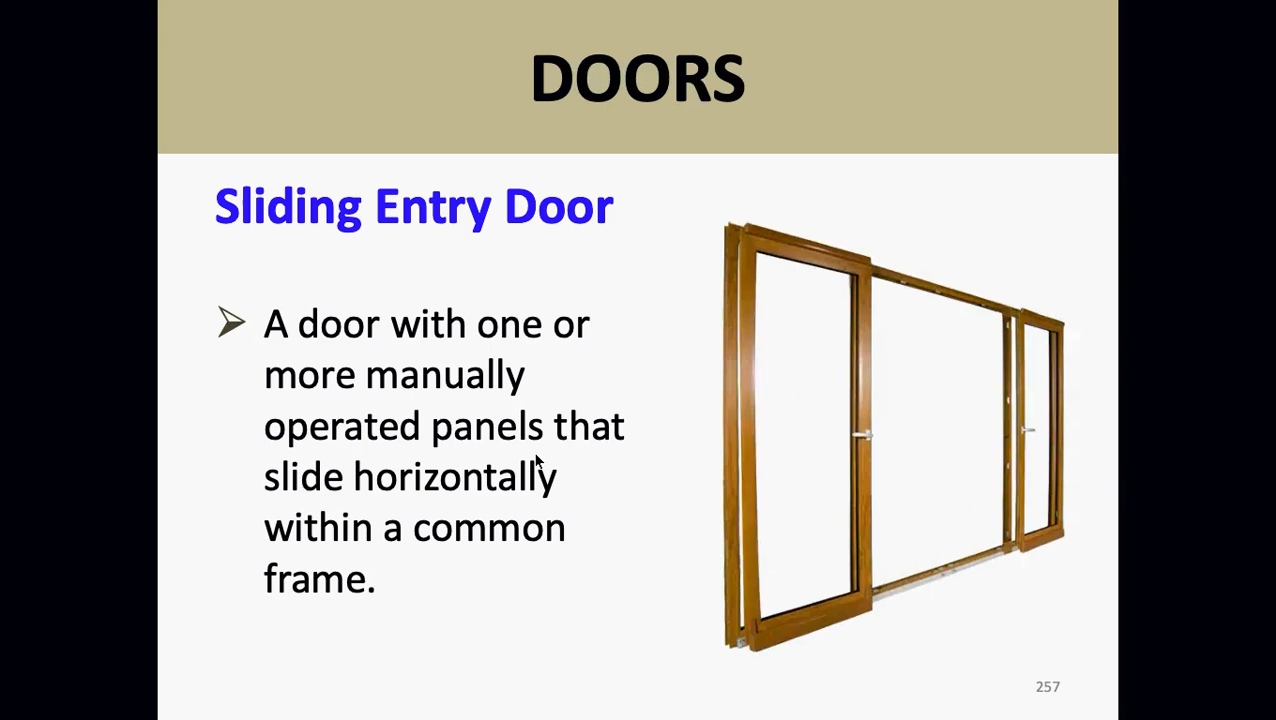 DOORS
Sliding Entry Door
A door with one or
more manually
operated panels that
slide horizontally
within a common
frame.
257